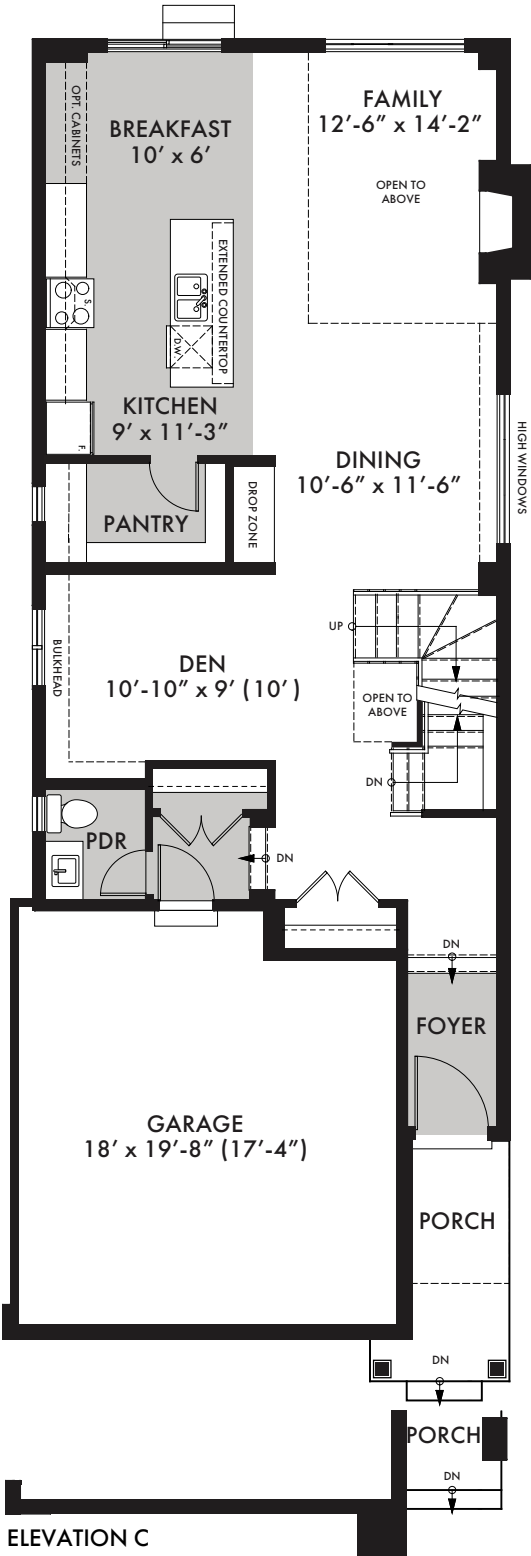 FAMILY
12'-6" x 14'-2"
OPT. CABINETS
BREAKFAST
10' x 6'
OPEN TO
ABOVE
EXTENDED COUNTERTOP
S.
D.W.
KITCHEN
9' x 11'-3"
F.
HIGH WINDOWS
DINING
10'-6" x 11'-6"
DROP ZONE
PANTRY
UP
BULKHEAD
DEN
10'-10" x 9' (10' )
OPEN TO
ABOVE
DN
PDR
DN
DN
FOYER
GARAGE
18' x 19'-8" (17'-4")
PORCH
DN
PORCH
DN
ELEVATION C